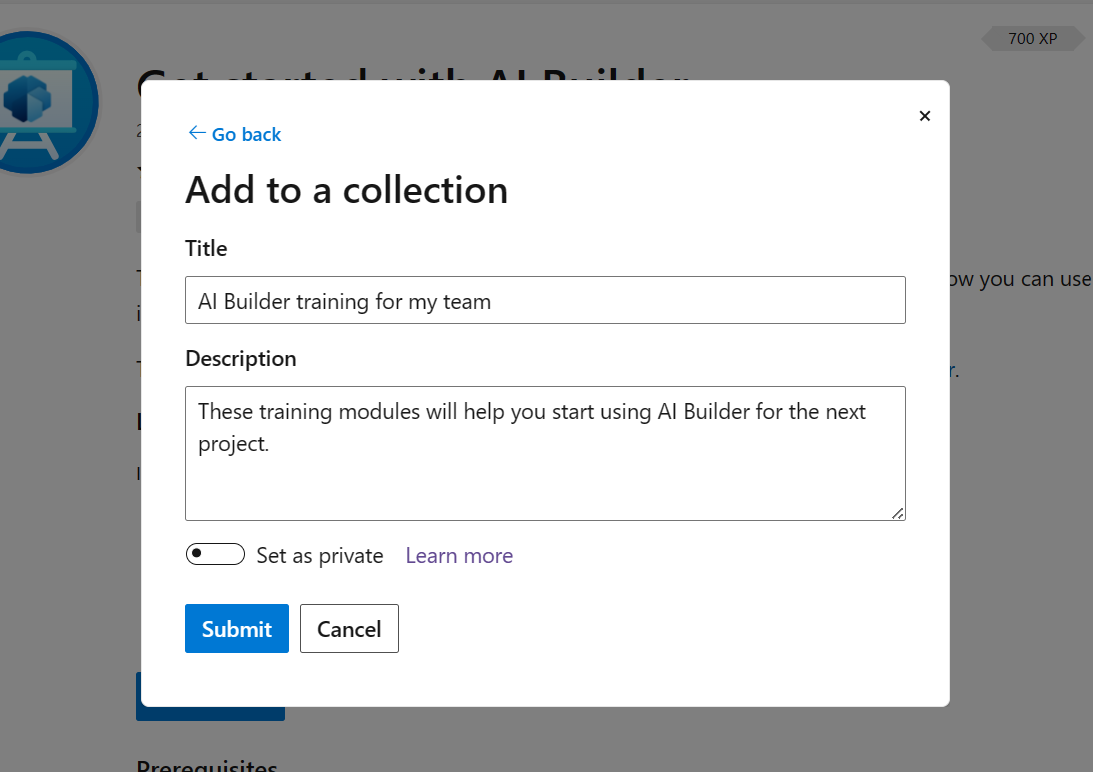 700 XP
Get started with AI Builder
Go back
Add to a collection
Title
AI Builder training for my team
ow you can use
Description
These training modules will help you start using AI Builder for the next
project.
Set as private Learn more
Submit Cancel
Prerequisites